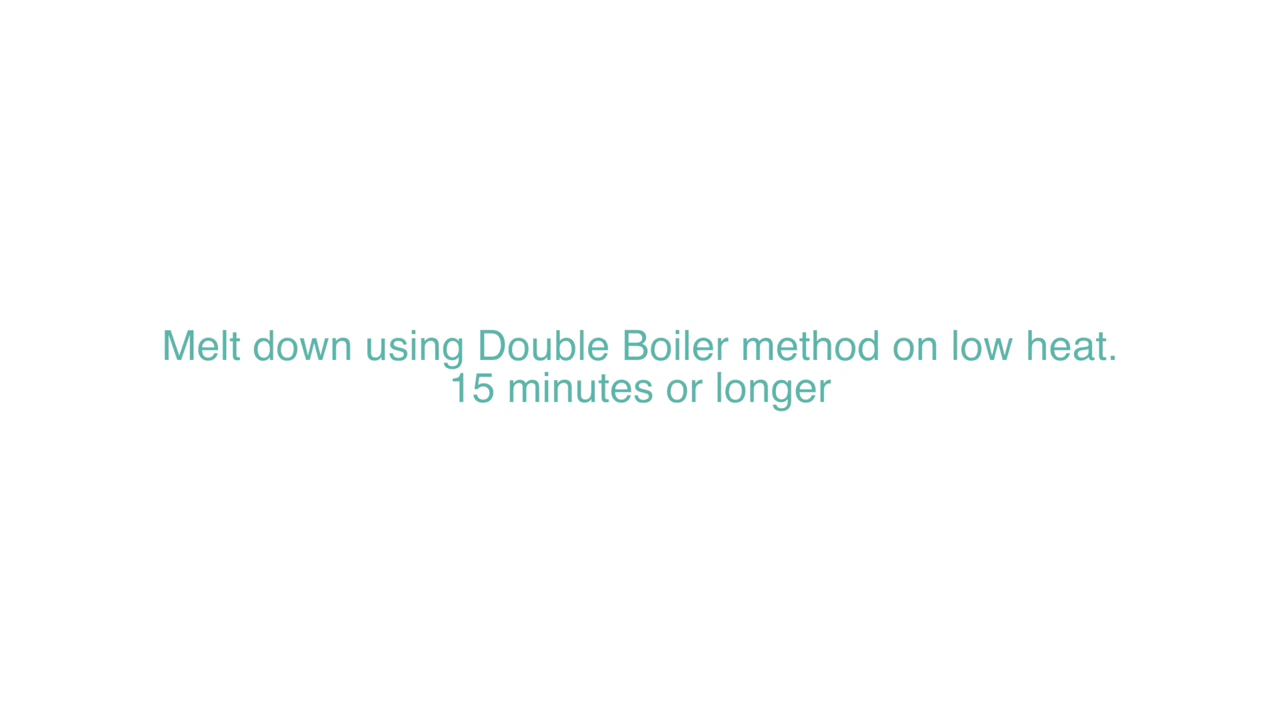 Melt down using Double Boiler method on low heat.
15 minutes or longer